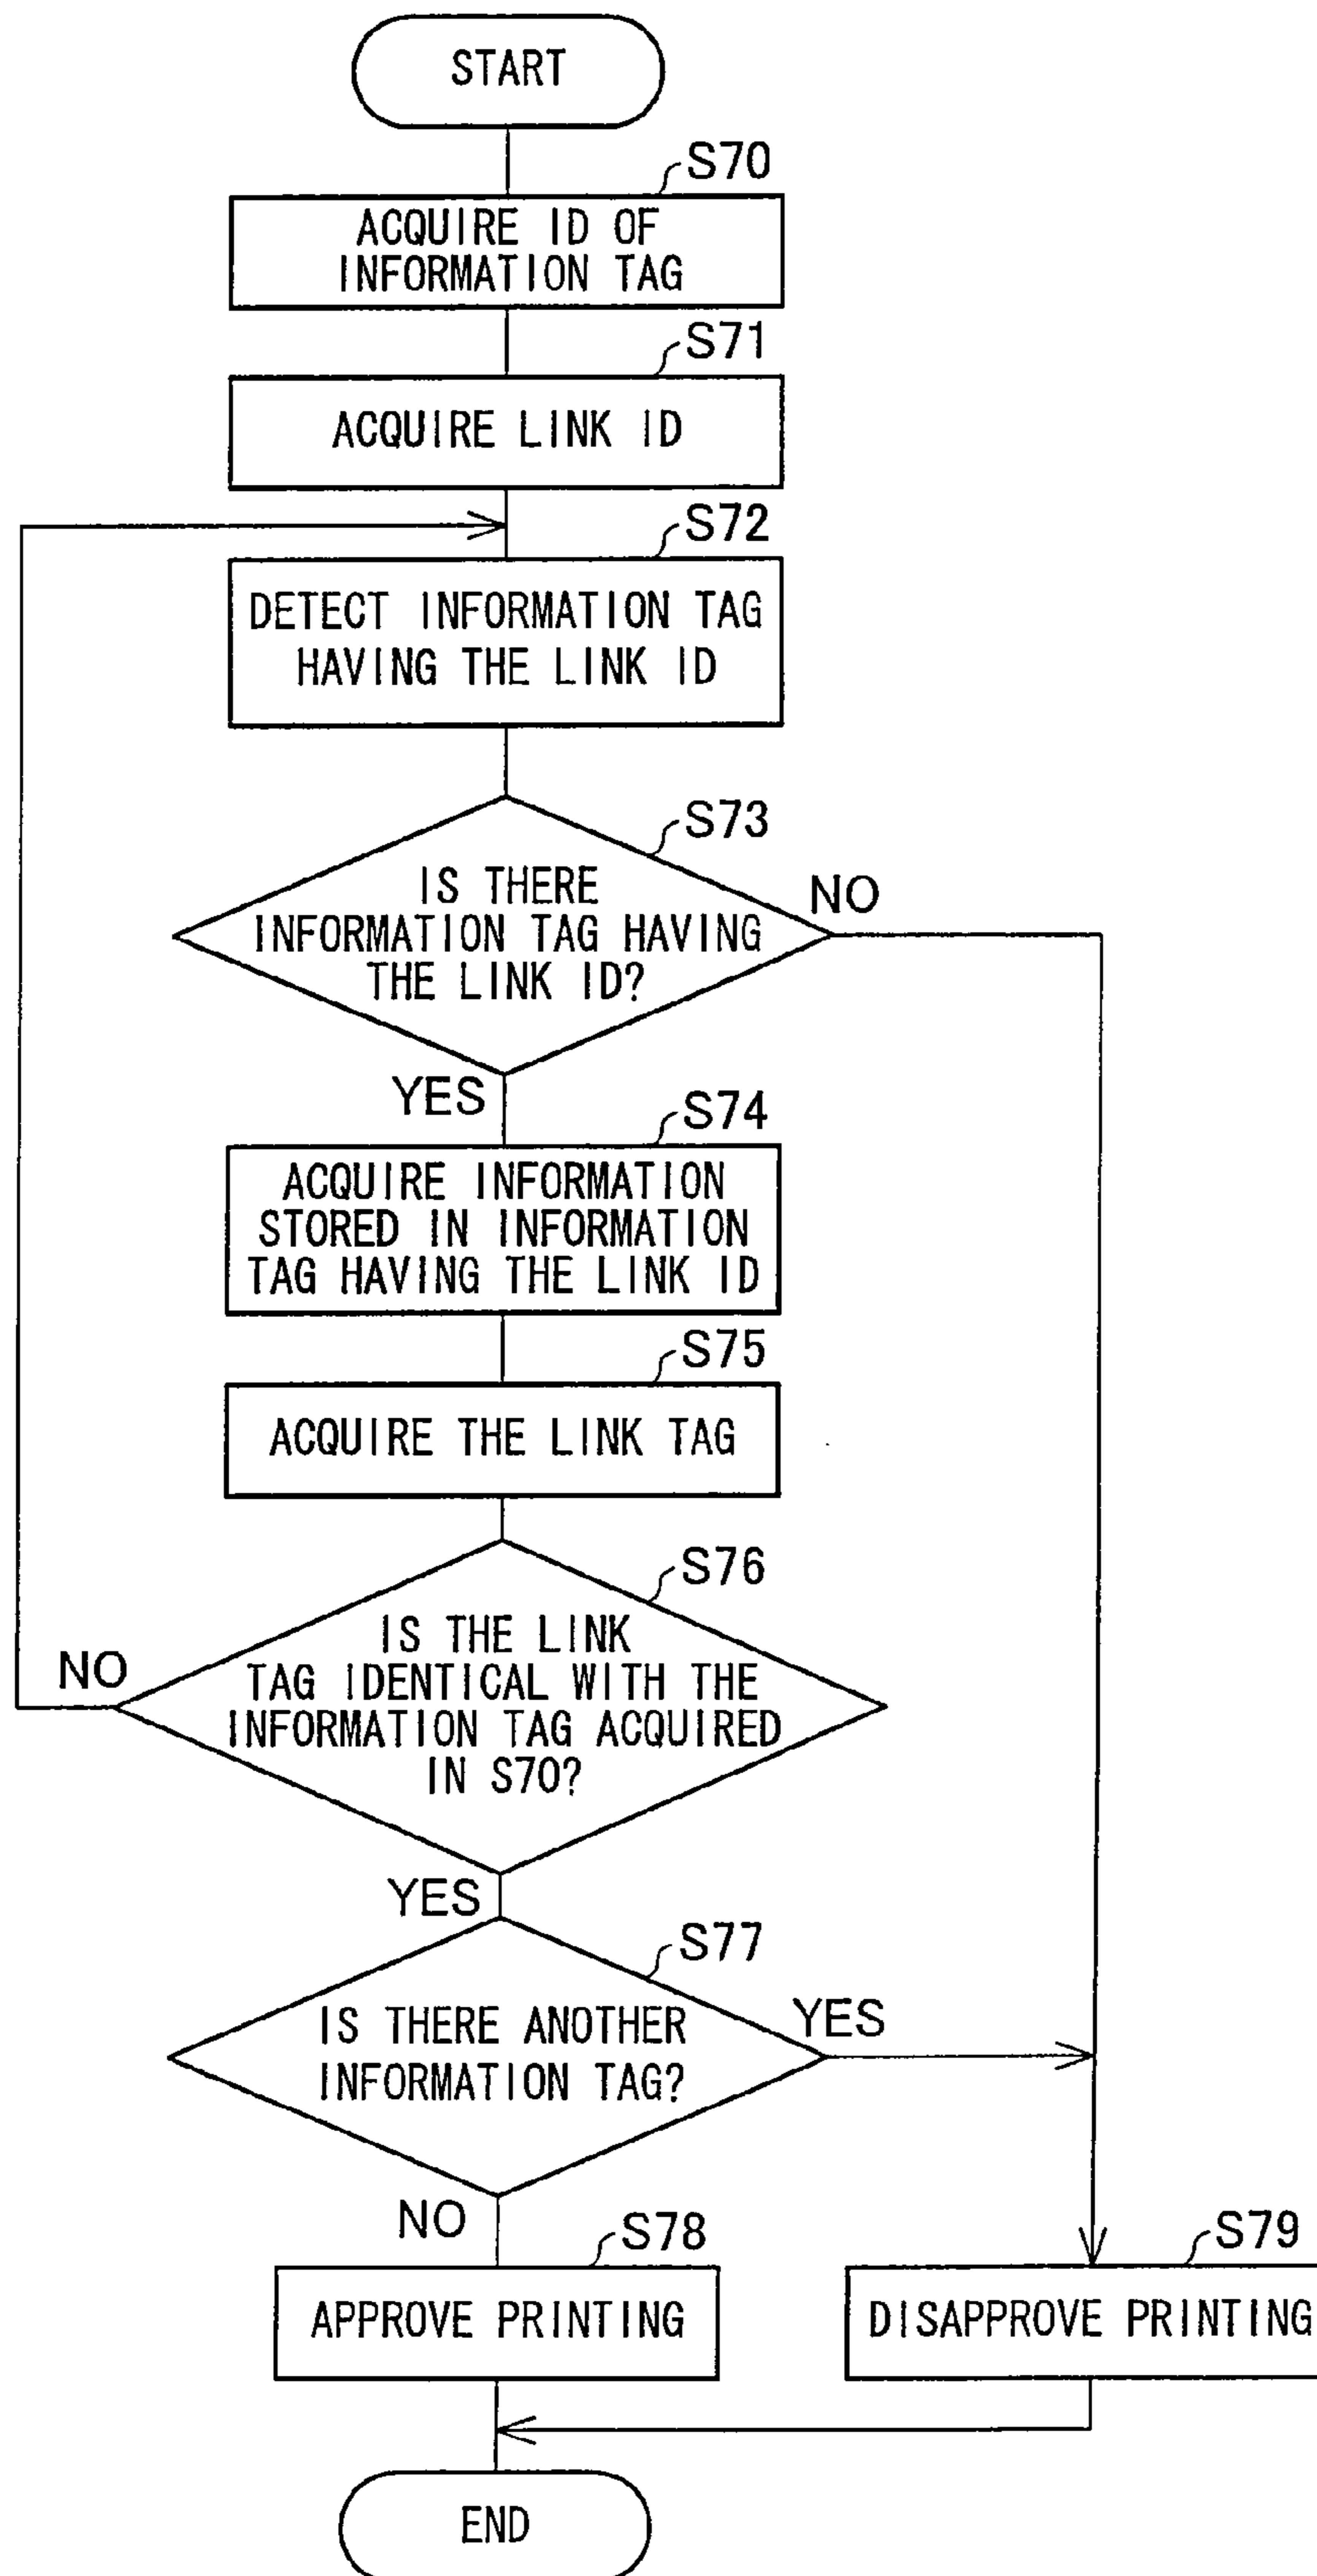 START
S70
ACQUIRE ID OF
INFORMATION TAG
S71
ACQUIRE LINK ID
S72
DETECT INFORMATION TAG
HAVING THE LINK ID
S73
IS THERE
INFORMATION TAG HAVING
THE LINK ID?
NO
YES
S74
ACQUIRE INFORMATION
STORED IN INFORMATION
TAG HAVING THE LINK ID
S75
ACQUIRE THE LINK TAG
S76
IS THE LINK
TAG IDENTICAL WITH THE
INFORMATION TAG ACQUIRED
IN S70?
NO
YES
S77
IS THERE ANOTHER
INFORMATION TAG?
YES
NO
S78
APPROVE PRINTING
S79
DISAPPROVE PRINTING
END